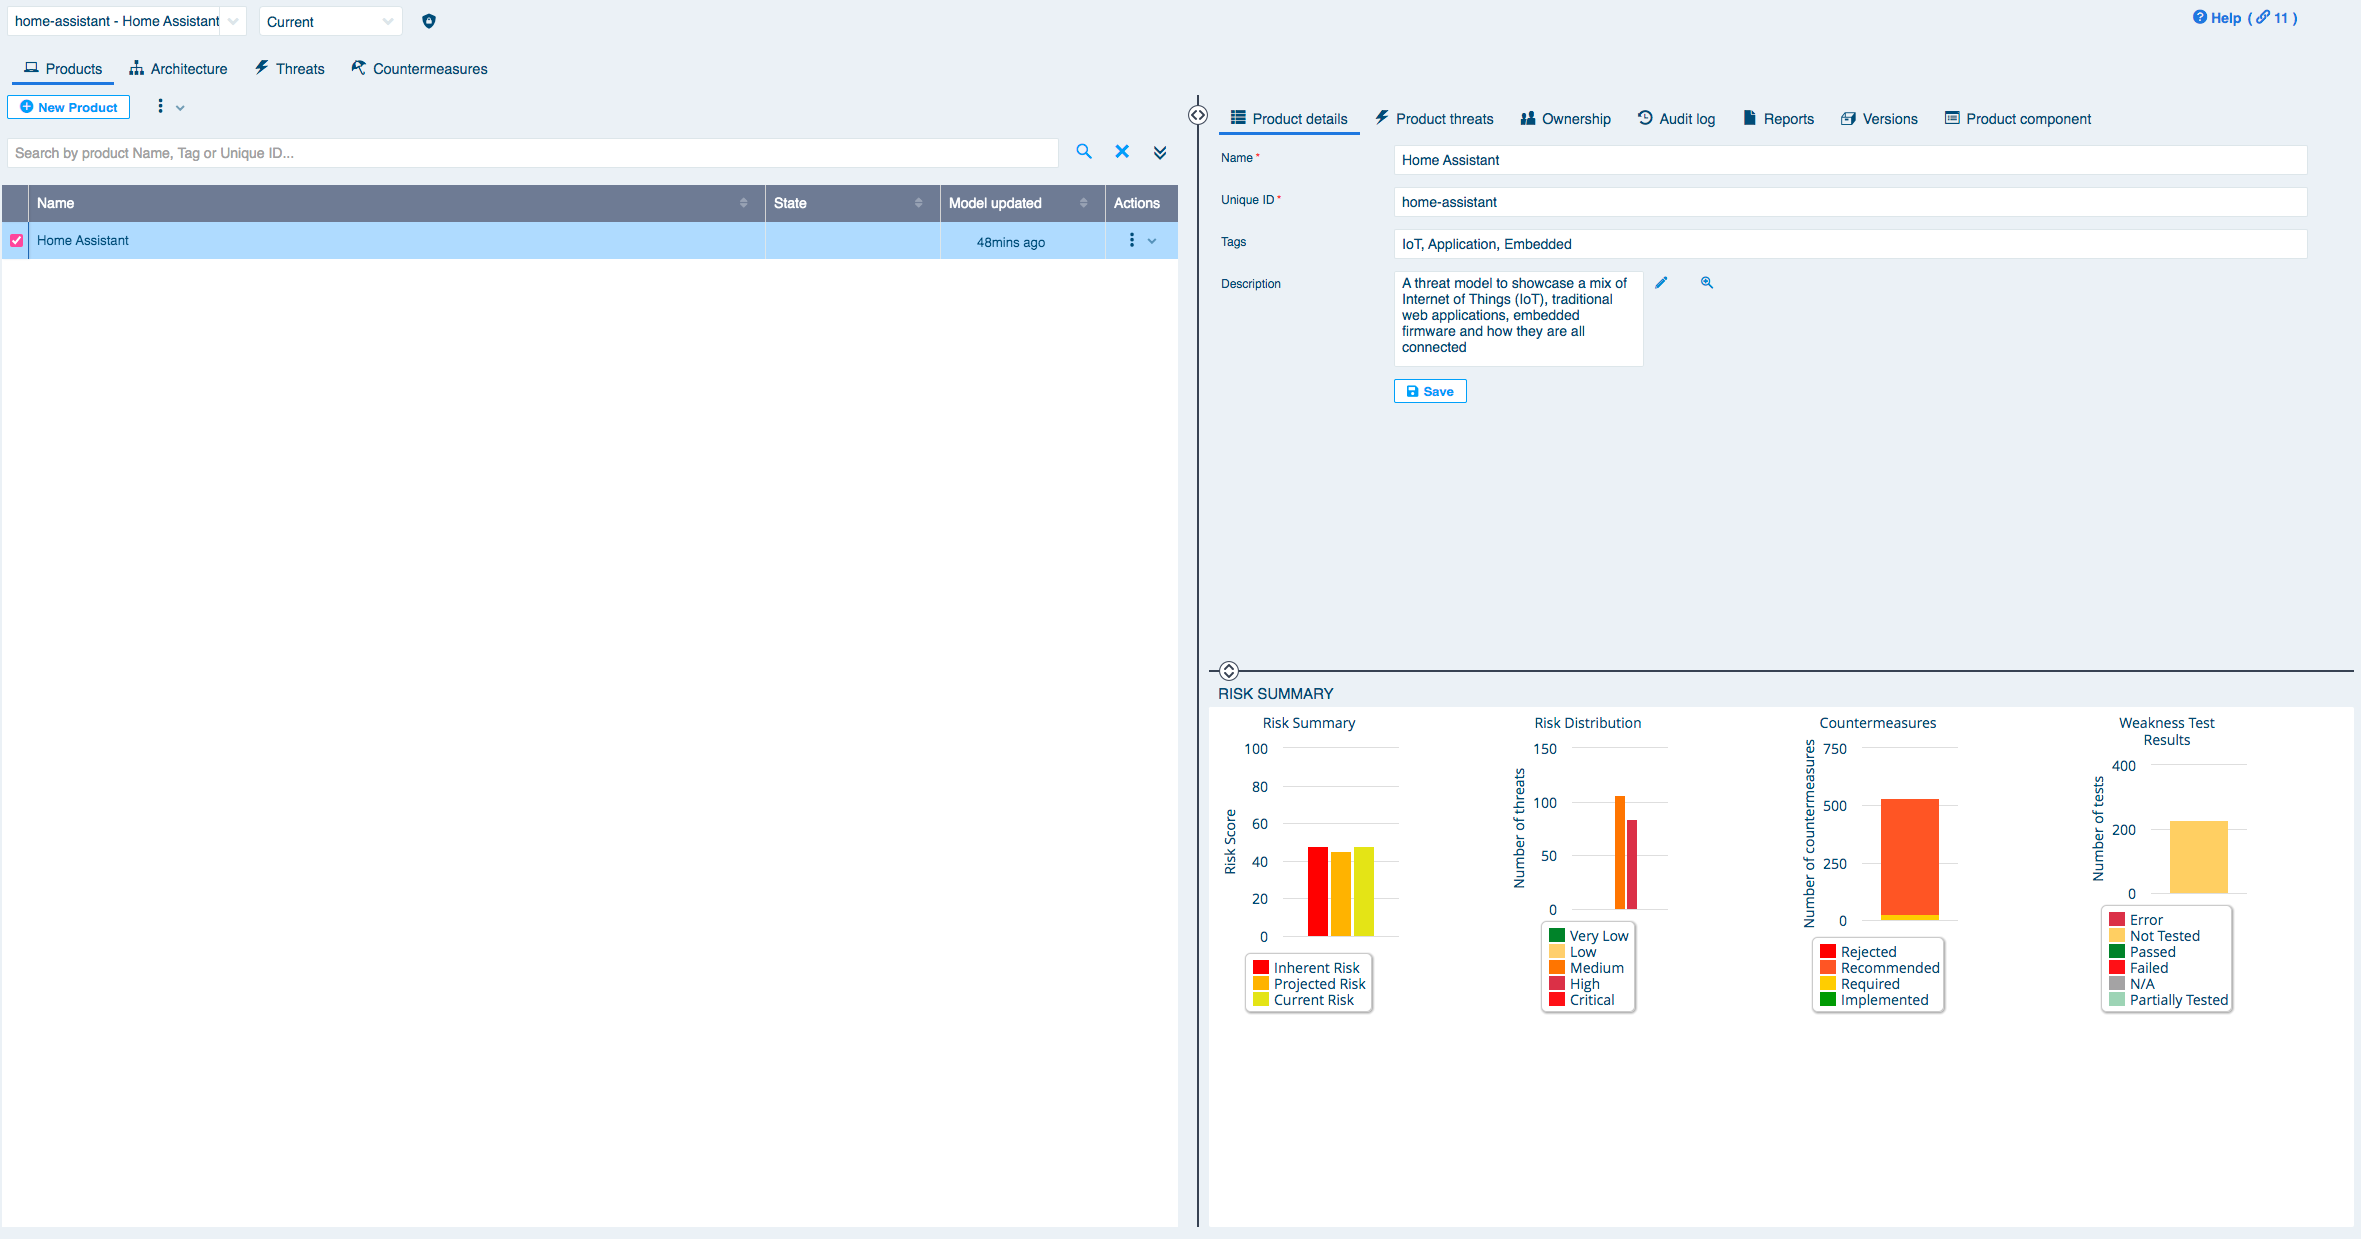 home-assistant - Home Assistant
Current
Help ( 11 )
Products
Architecture
Threats
Countermeasures
New Product
Search by product Name, Tag or Unique ID...
Name
State
Model updated
Actions
Home Assistant
48mins ago
Product details
Product threats
Ownership
Audit log
Reports
Versions
Product component
Name *
Home Assistant
Unique ID *
home-assistant
Tags
IoT, Application, Embedded
Description
A threat model to showcase a mix of
Internet of Things (IoT), traditional
web applications, embedded
firmware and how they are all
connected
Save
RISK SUMMARY
Risk Summary
Risk Score
100
80
60
40
20
0
Inherent Risk
Projected Risk
Current Risk
Risk Distribution
Number of threats
150
100
50
0
Very Low
Low
Medium
High
Critical
Countermeasures
Number of countermeasures
750
500
250
0
Rejected
Recommended
Required
Implemented
Weakness Test
Results
Number of tests
400
200
0
Error
Not Tested
Passed
Failed
N/A
Partially Tested